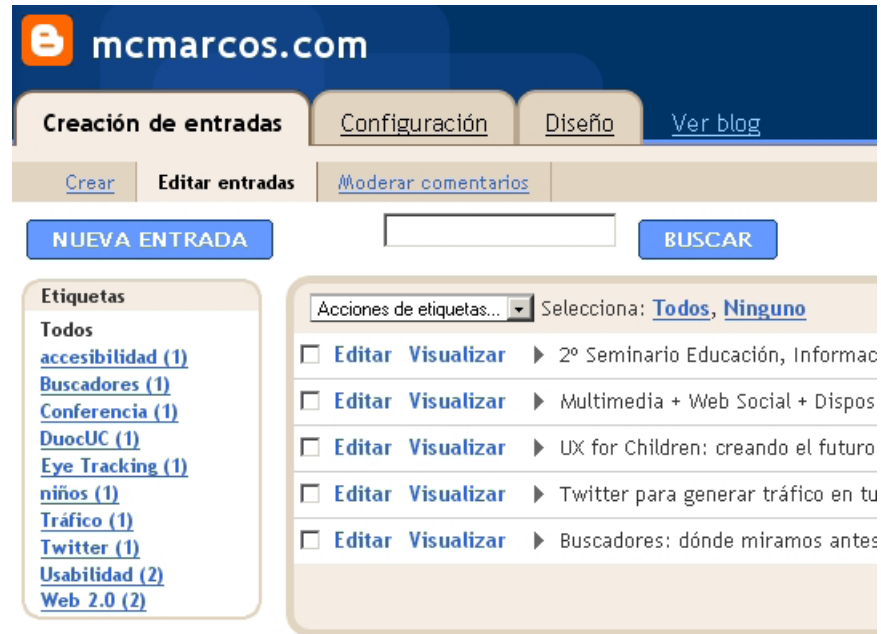 mcmarcos.com
Creación de entradas Configuración Diseño Ver blog
Crear Editar entradas Moderar comentarios
NUEVA ENTRADA BUSCAR
Etiquetas
Todos
accesibilidad (1)
Buscadores (1)
Conferencia (1)
DuocUC (1)
Eye Tracking (1)
niños (1)
Tráfico (1)
Twitter (1)
Usabilidad (2)
Web 2.0 (2)
Acciones de etiquetas... Selecciona: Todos, Ninguno
Editar Visualizar 2º Seminario Educación, Informac
Editar Visualizar Multimedia + Web Social + Dispos
Editar Visualizar UX for Children: creando el futuro
Editar Visualizar Twitter para generar tráfico en tu
Editar Visualizar Buscadores: dónde miramos antes